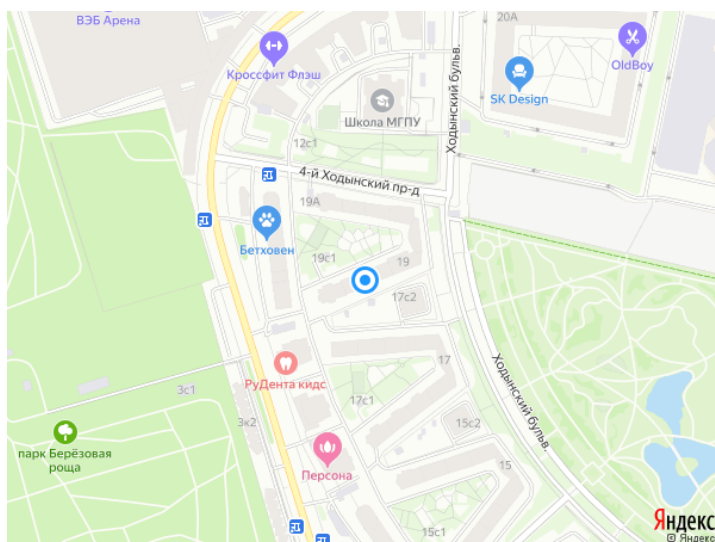 ВЭБ Арена
Кроссфит Флэш
20А
OldBoy
SK Design
Ходынский бульв.
Школа МГПУ
12с1
4-й Ходынский пр-д
19А
Бетховен
19с1
19
17с2
Ходынский бульв.
17
РуДента кидс
3с1
17с1
3к2
15с2
парк Берёзовая
роща
Персона
15
15с1
Яндекс
© Яндекс